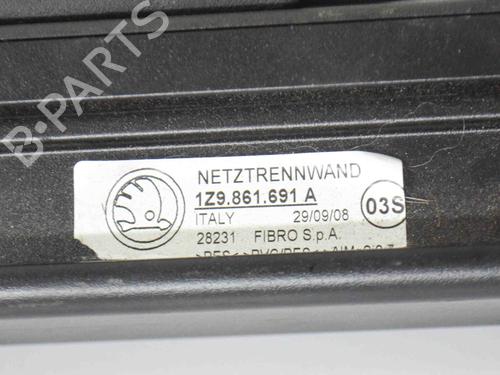 B-PARTS
NETZTRENNWAND
1Z9.861.691 A
ITALY 29/09/08
03S
28231 FIBRO S.p.A.